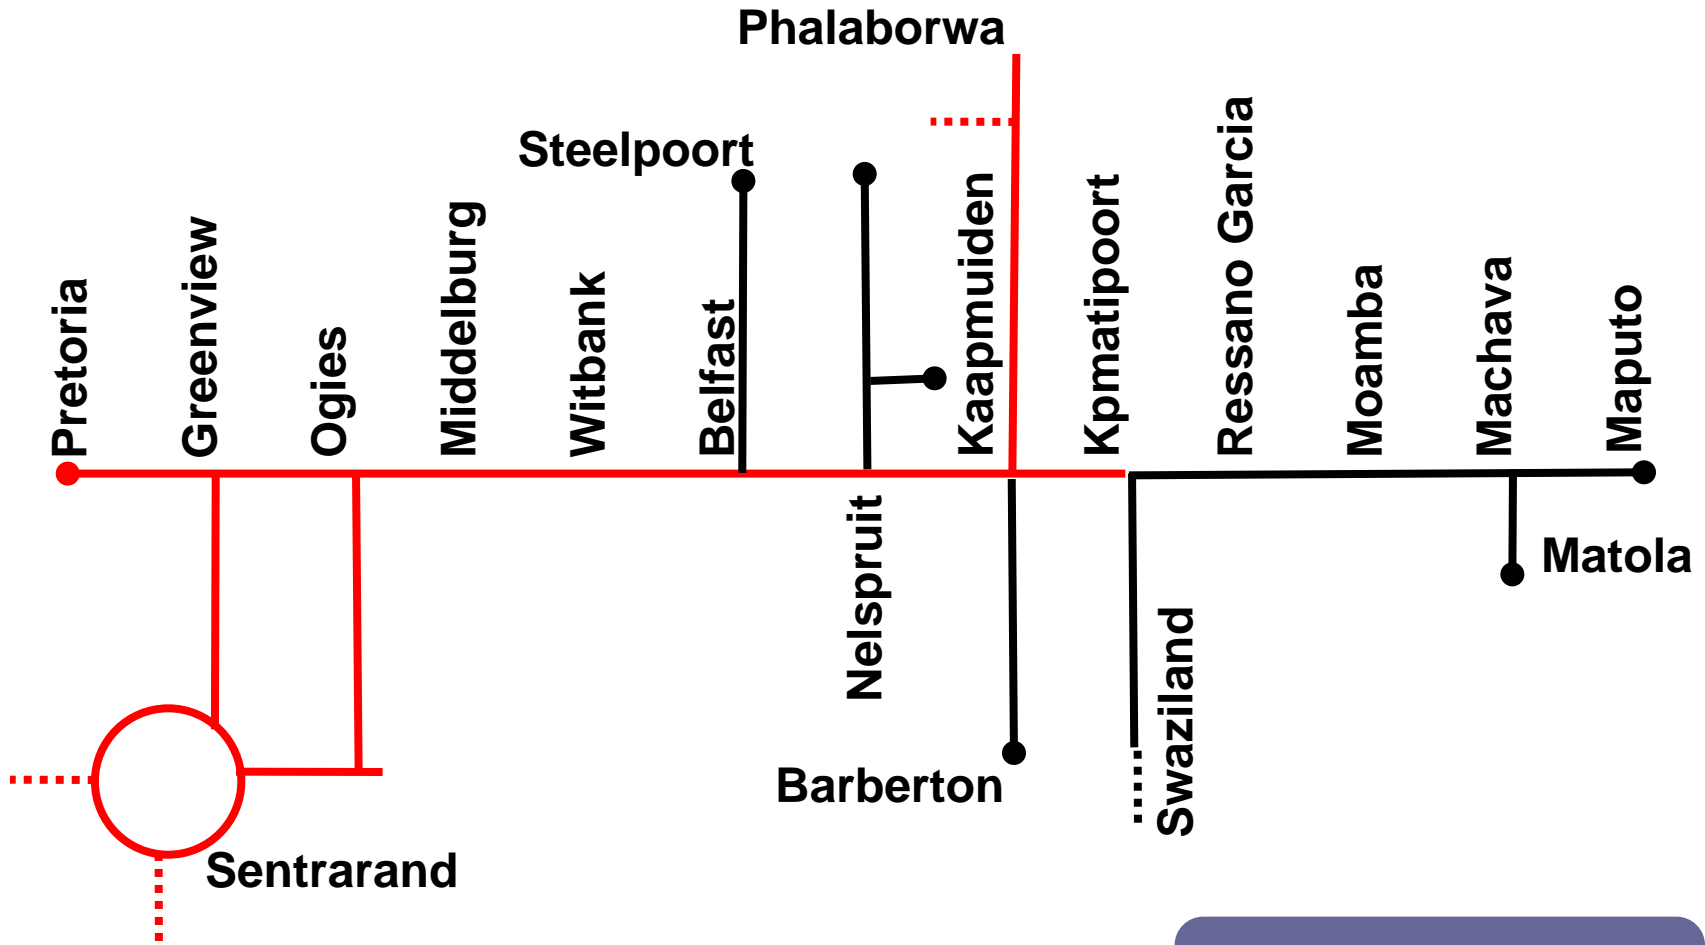 Phalaborwa
Steelpoort
Pretoria
Greenview
Ogies
Middelburg
Witbank
Belfast
Nelspruit
Kaapmuiden
Kpmatipoort
Ressano Garcia
Moamba
Machava
Maputo
Matola
Swaziland
Barberton
Sentrarand